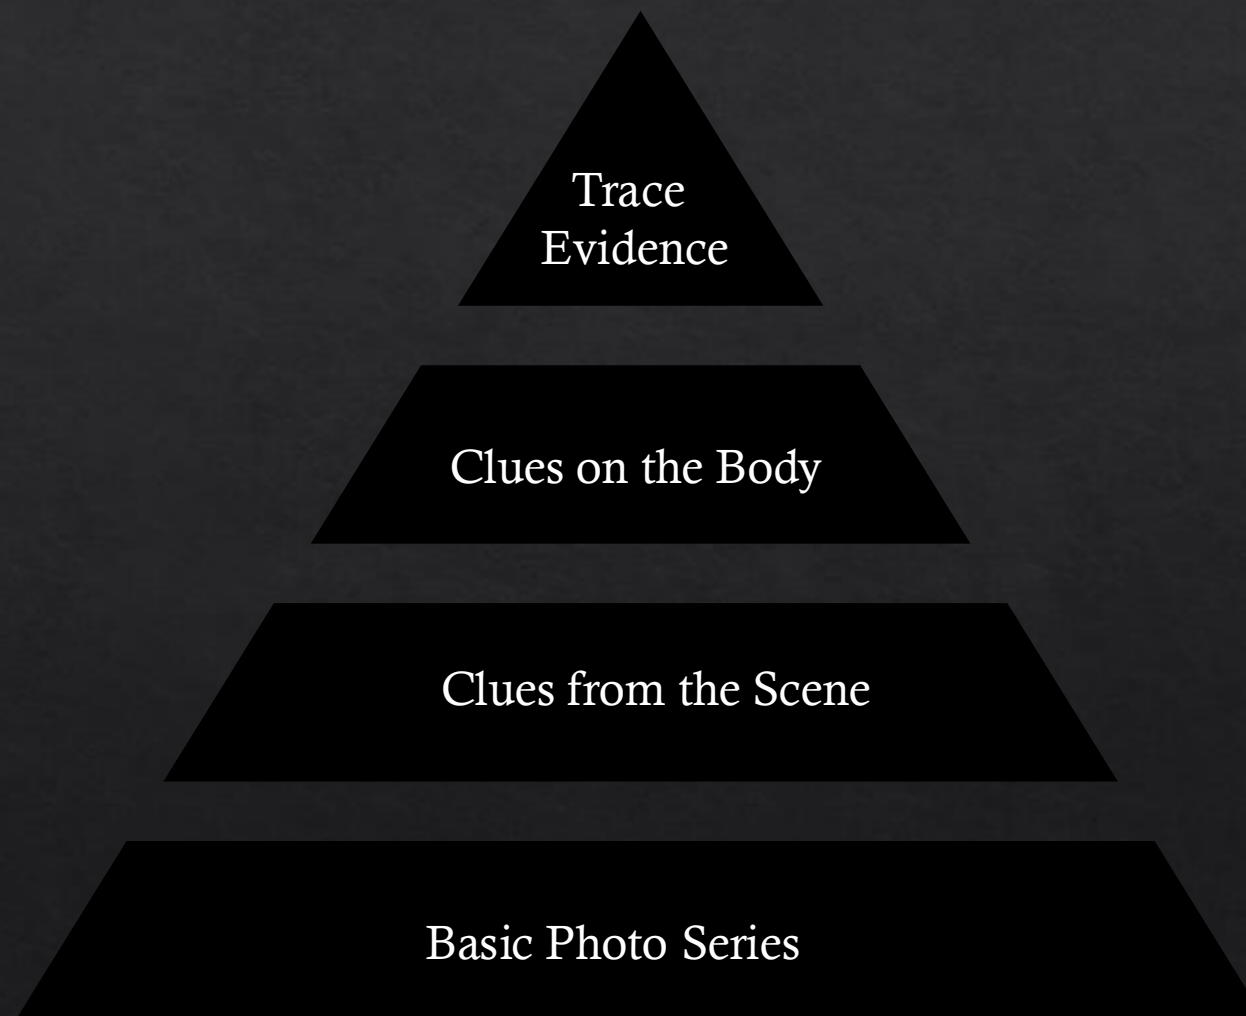 Trace
Evidence
Clues on the Body
Clues from the Scene
Basic Photo Series